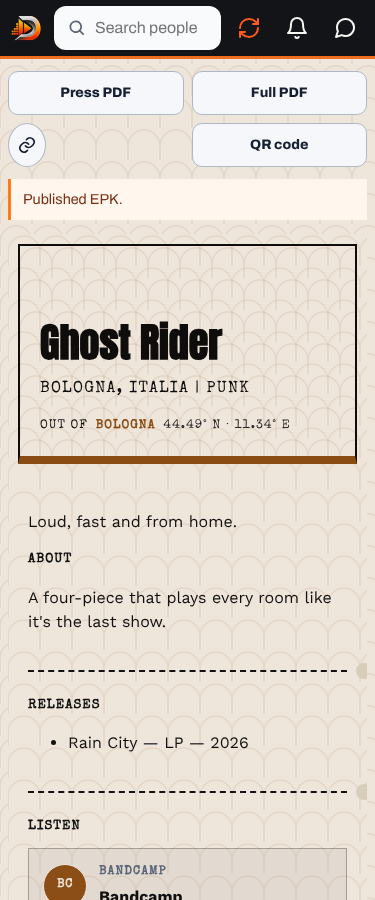 Search people
Press PDF
Full PDF
QR code
Published EPK.
Ghost Rider
BOLOGNA, ITALIA | PUNK
OUT OF BOLOGNA 44.49° N · 11.34° E
Loud, fast and from home.
ABOUT
A four-piece that plays every room like
it's the last show.
RELEASES
• Rain City — LP — 2026
LISTEN
BC
BANDCAMP
Bandcamp